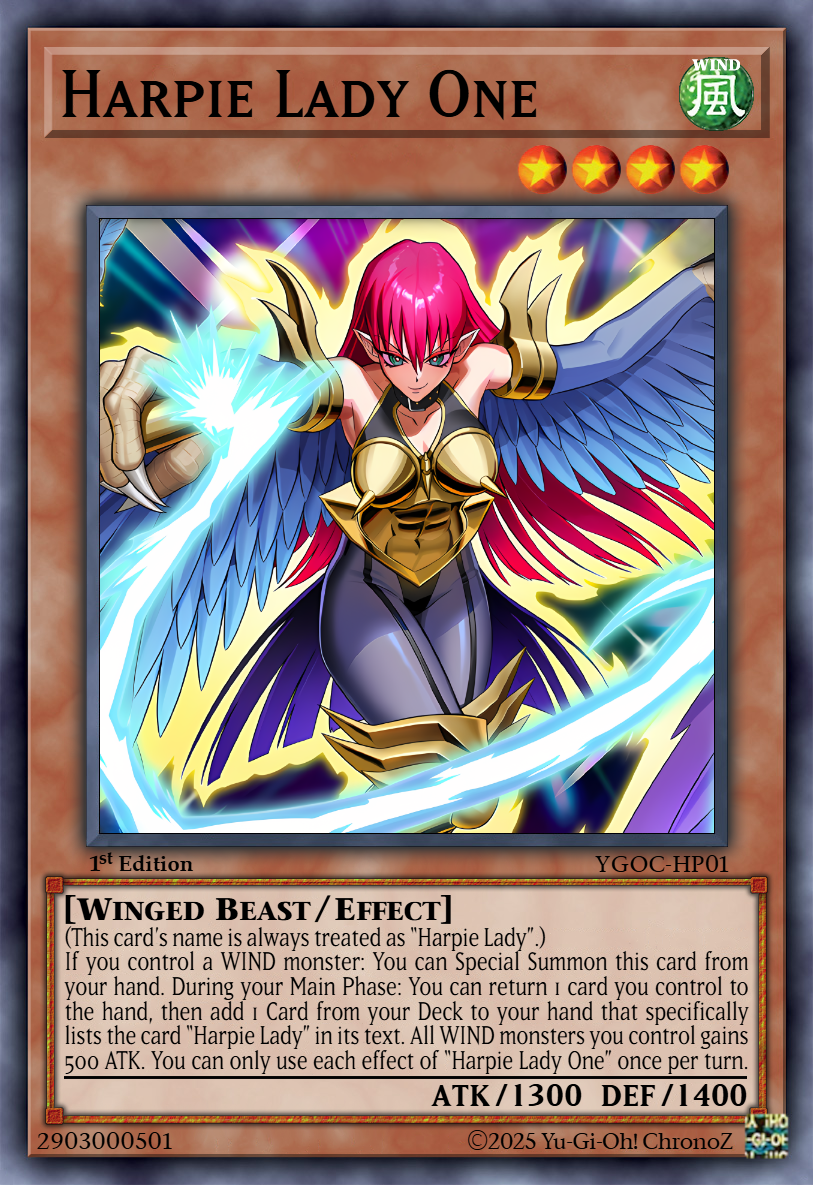 Harpie Lady One
WIND
風
1st Edition
YGOC-HP01
[Winged Beast/Effect]
(This card's name is always treated as "Harpie Lady".)
If you control a WIND monster: You can Special Summon this card from
your hand. During your Main Phase: You can return 1 card you control to
the hand, then add 1 Card from your Deck to your hand that specifically
lists the card "Harpie Lady" in its text. All WIND monsters you control gains
500 ATK. You can only use each effect of "Harpie Lady One" once per turn.
ATK/1300 DEF/1400
2903000501
©2025 Yu-Gi-Oh! ChronoZ